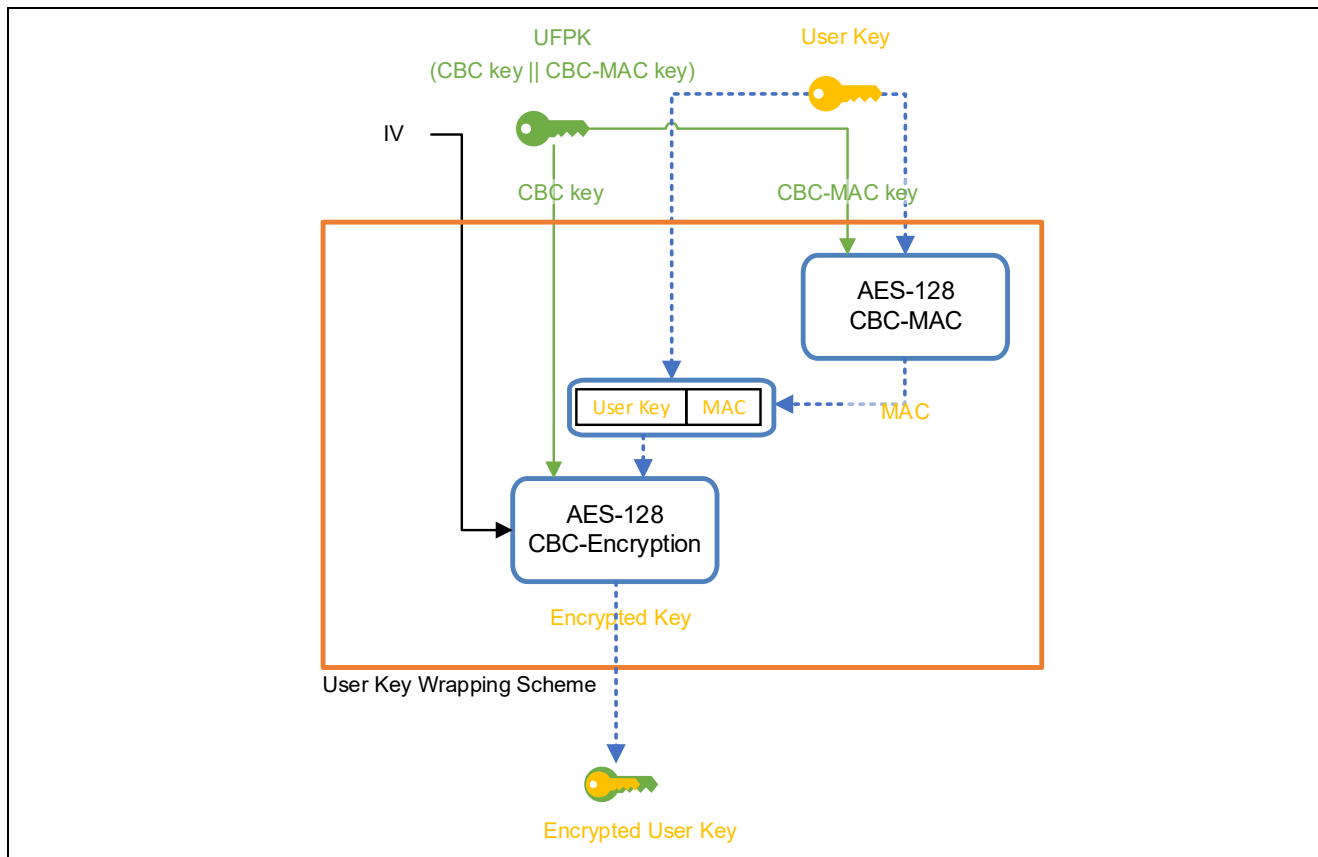 UFPK
(CBC key || CBC-MAC key)
User Key
IV
CBC key
CBC-MAC key
AES-128
CBC-MAC
User Key
MAC
MAC
AES-128
CBC-Encryption
Encrypted Key
User Key Wrapping Scheme
Encrypted User Key